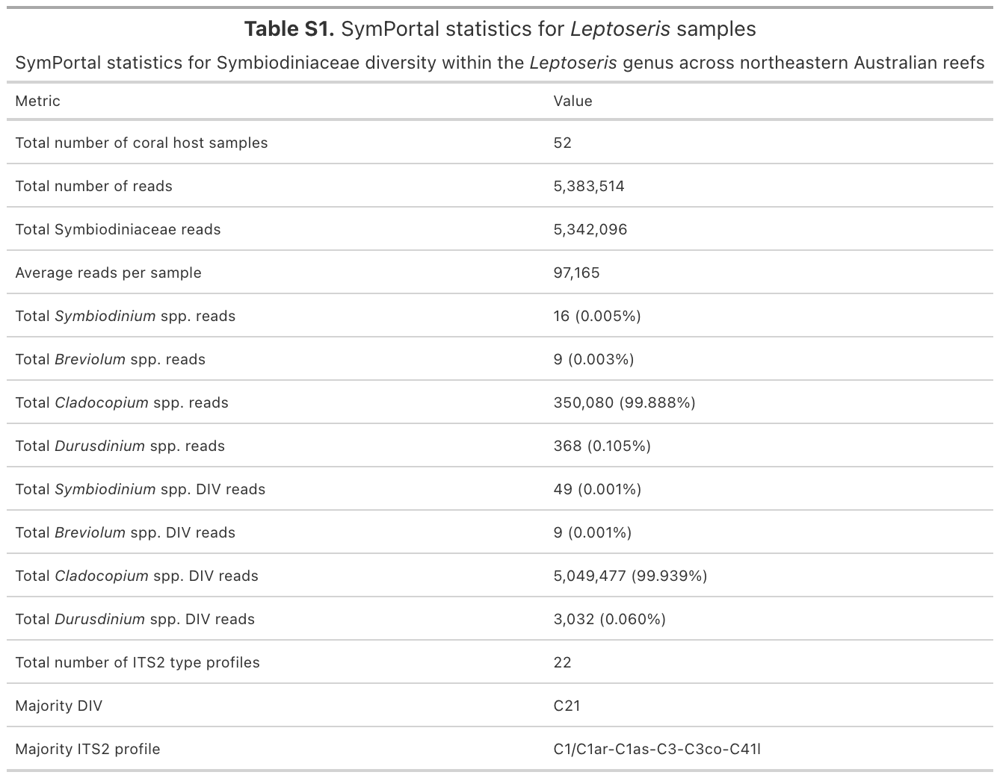 Table S1. SymPortal statistics for Leptoseris samples
SymPortal statistics for Symbiodiniaceae diversity within the Leptoseris genus across northeastern Australian reefs
Metric Value
Total number of coral host samples 52
Total number of reads 5,383,514
Total Symbiodiniaceae reads 5,342,096
Average reads per sample 97,165
Total Symbiodinium spp. reads 16 (0.005%)
Total Breviolum spp. reads 9 (0.003%)
Total Cladocopium spp. reads 350,080 (99.888%)
Total Durusdinium spp. reads 368 (0.105%)
Total Symbiodinium spp. DIV reads 49 (0.001%)
Total Breviolum spp. DIV reads 9 (0.001%)
Total Cladocopium spp. DIV reads 5,049,477 (99.939%)
Total Durusdinium spp. DIV reads 3,032 (0.060%)
Total number of ITS2 type profiles 22
Majority DIV C21
Majority ITS2 profile C1/C1ar-C1as-C3-C3co-C41l